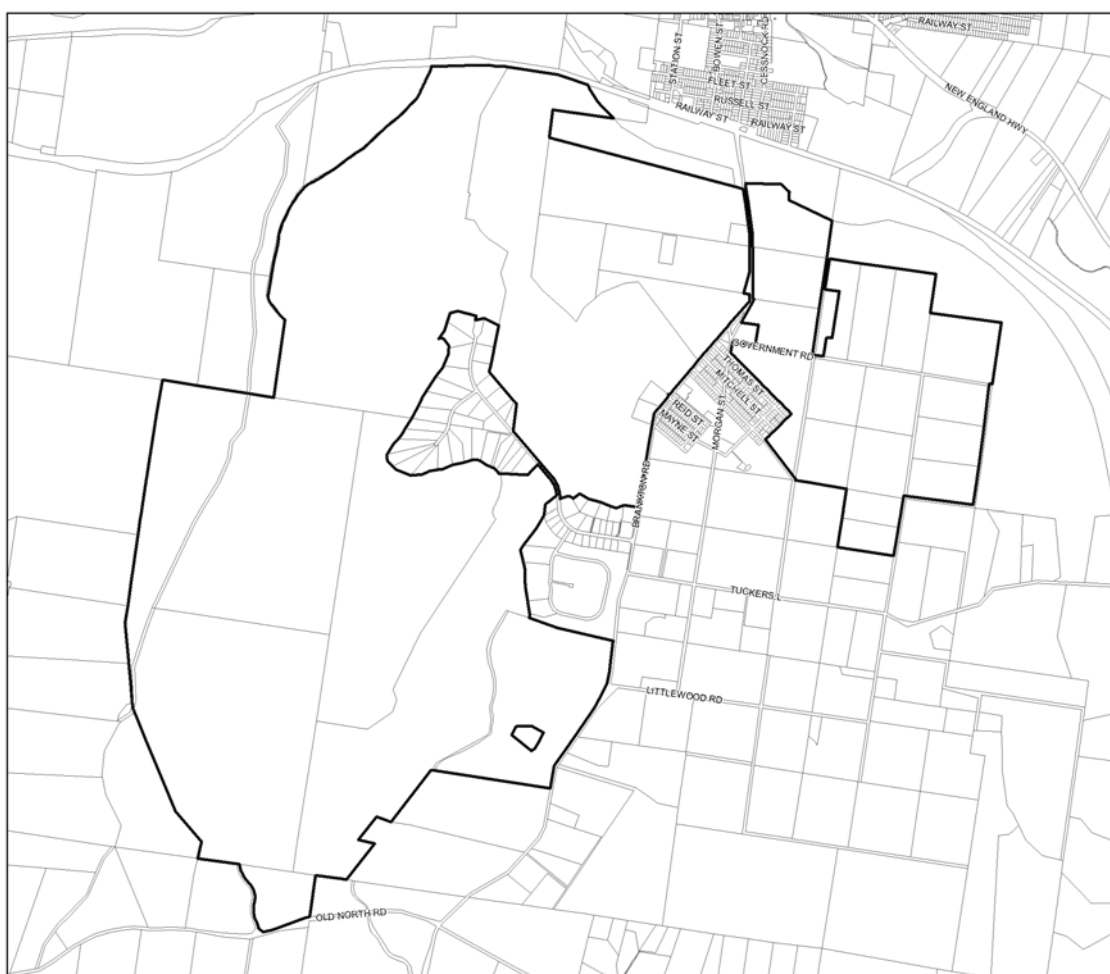 RAILWAY ST
STATION ST
BOWEN ST
CESSNOCK RD
FLEET ST
RUSSELL ST
RAILWAY ST
RAILWAY ST
NEW ENGLAND HWY
GOVERNMENT RD
THOMAS ST
MITCHELL ST
REID ST
MAYNE ST
MORGAN ST
BRANXTON RD
TUCKERS L
LITTLEWOOD RD
OLD NORTH RD